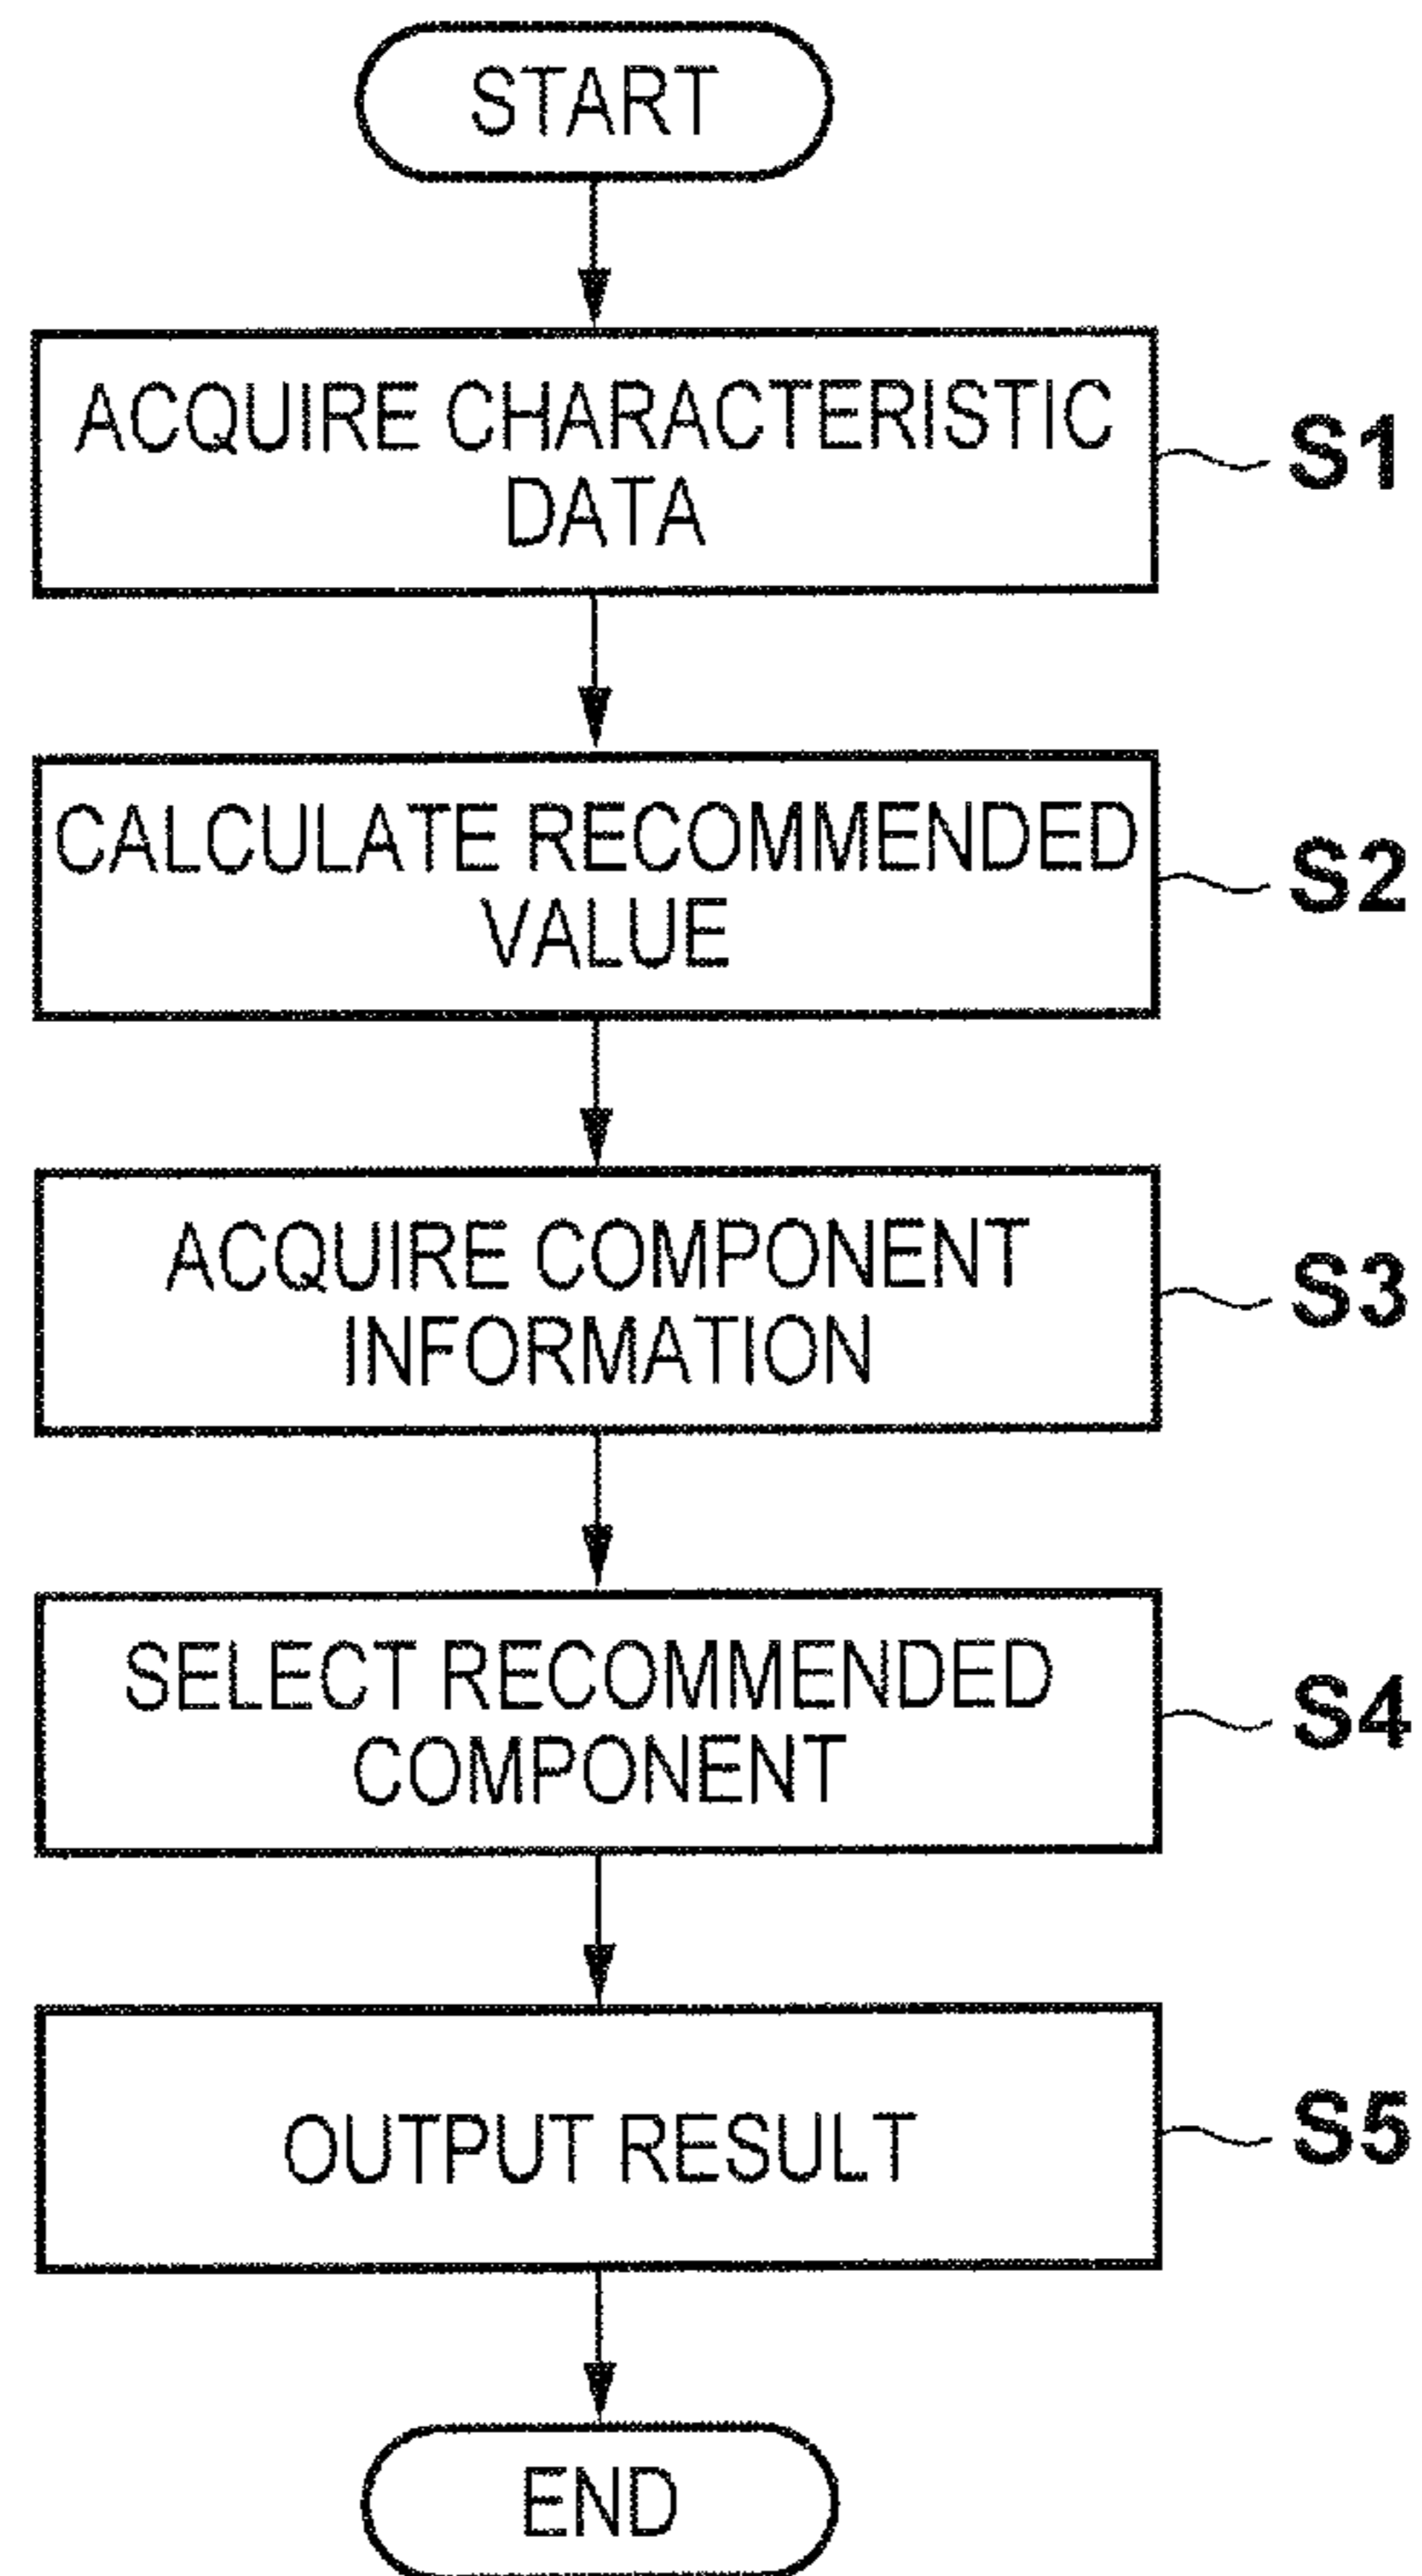 START
ACQUIRE CHARACTERISTIC
DATA
S1
CALCULATE RECOMMENDED
VALUE
S2
ACQUIRE COMPONENT
INFORMATION
S3
SELECT RECOMMENDED
COMPONENT
S4
OUTPUT RESULT
S5
END